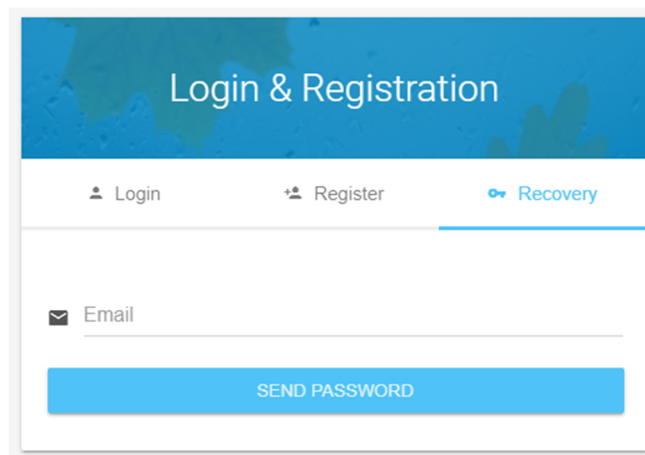 Login & Registration
Login Register Recovery
Email
SEND PASSWORD